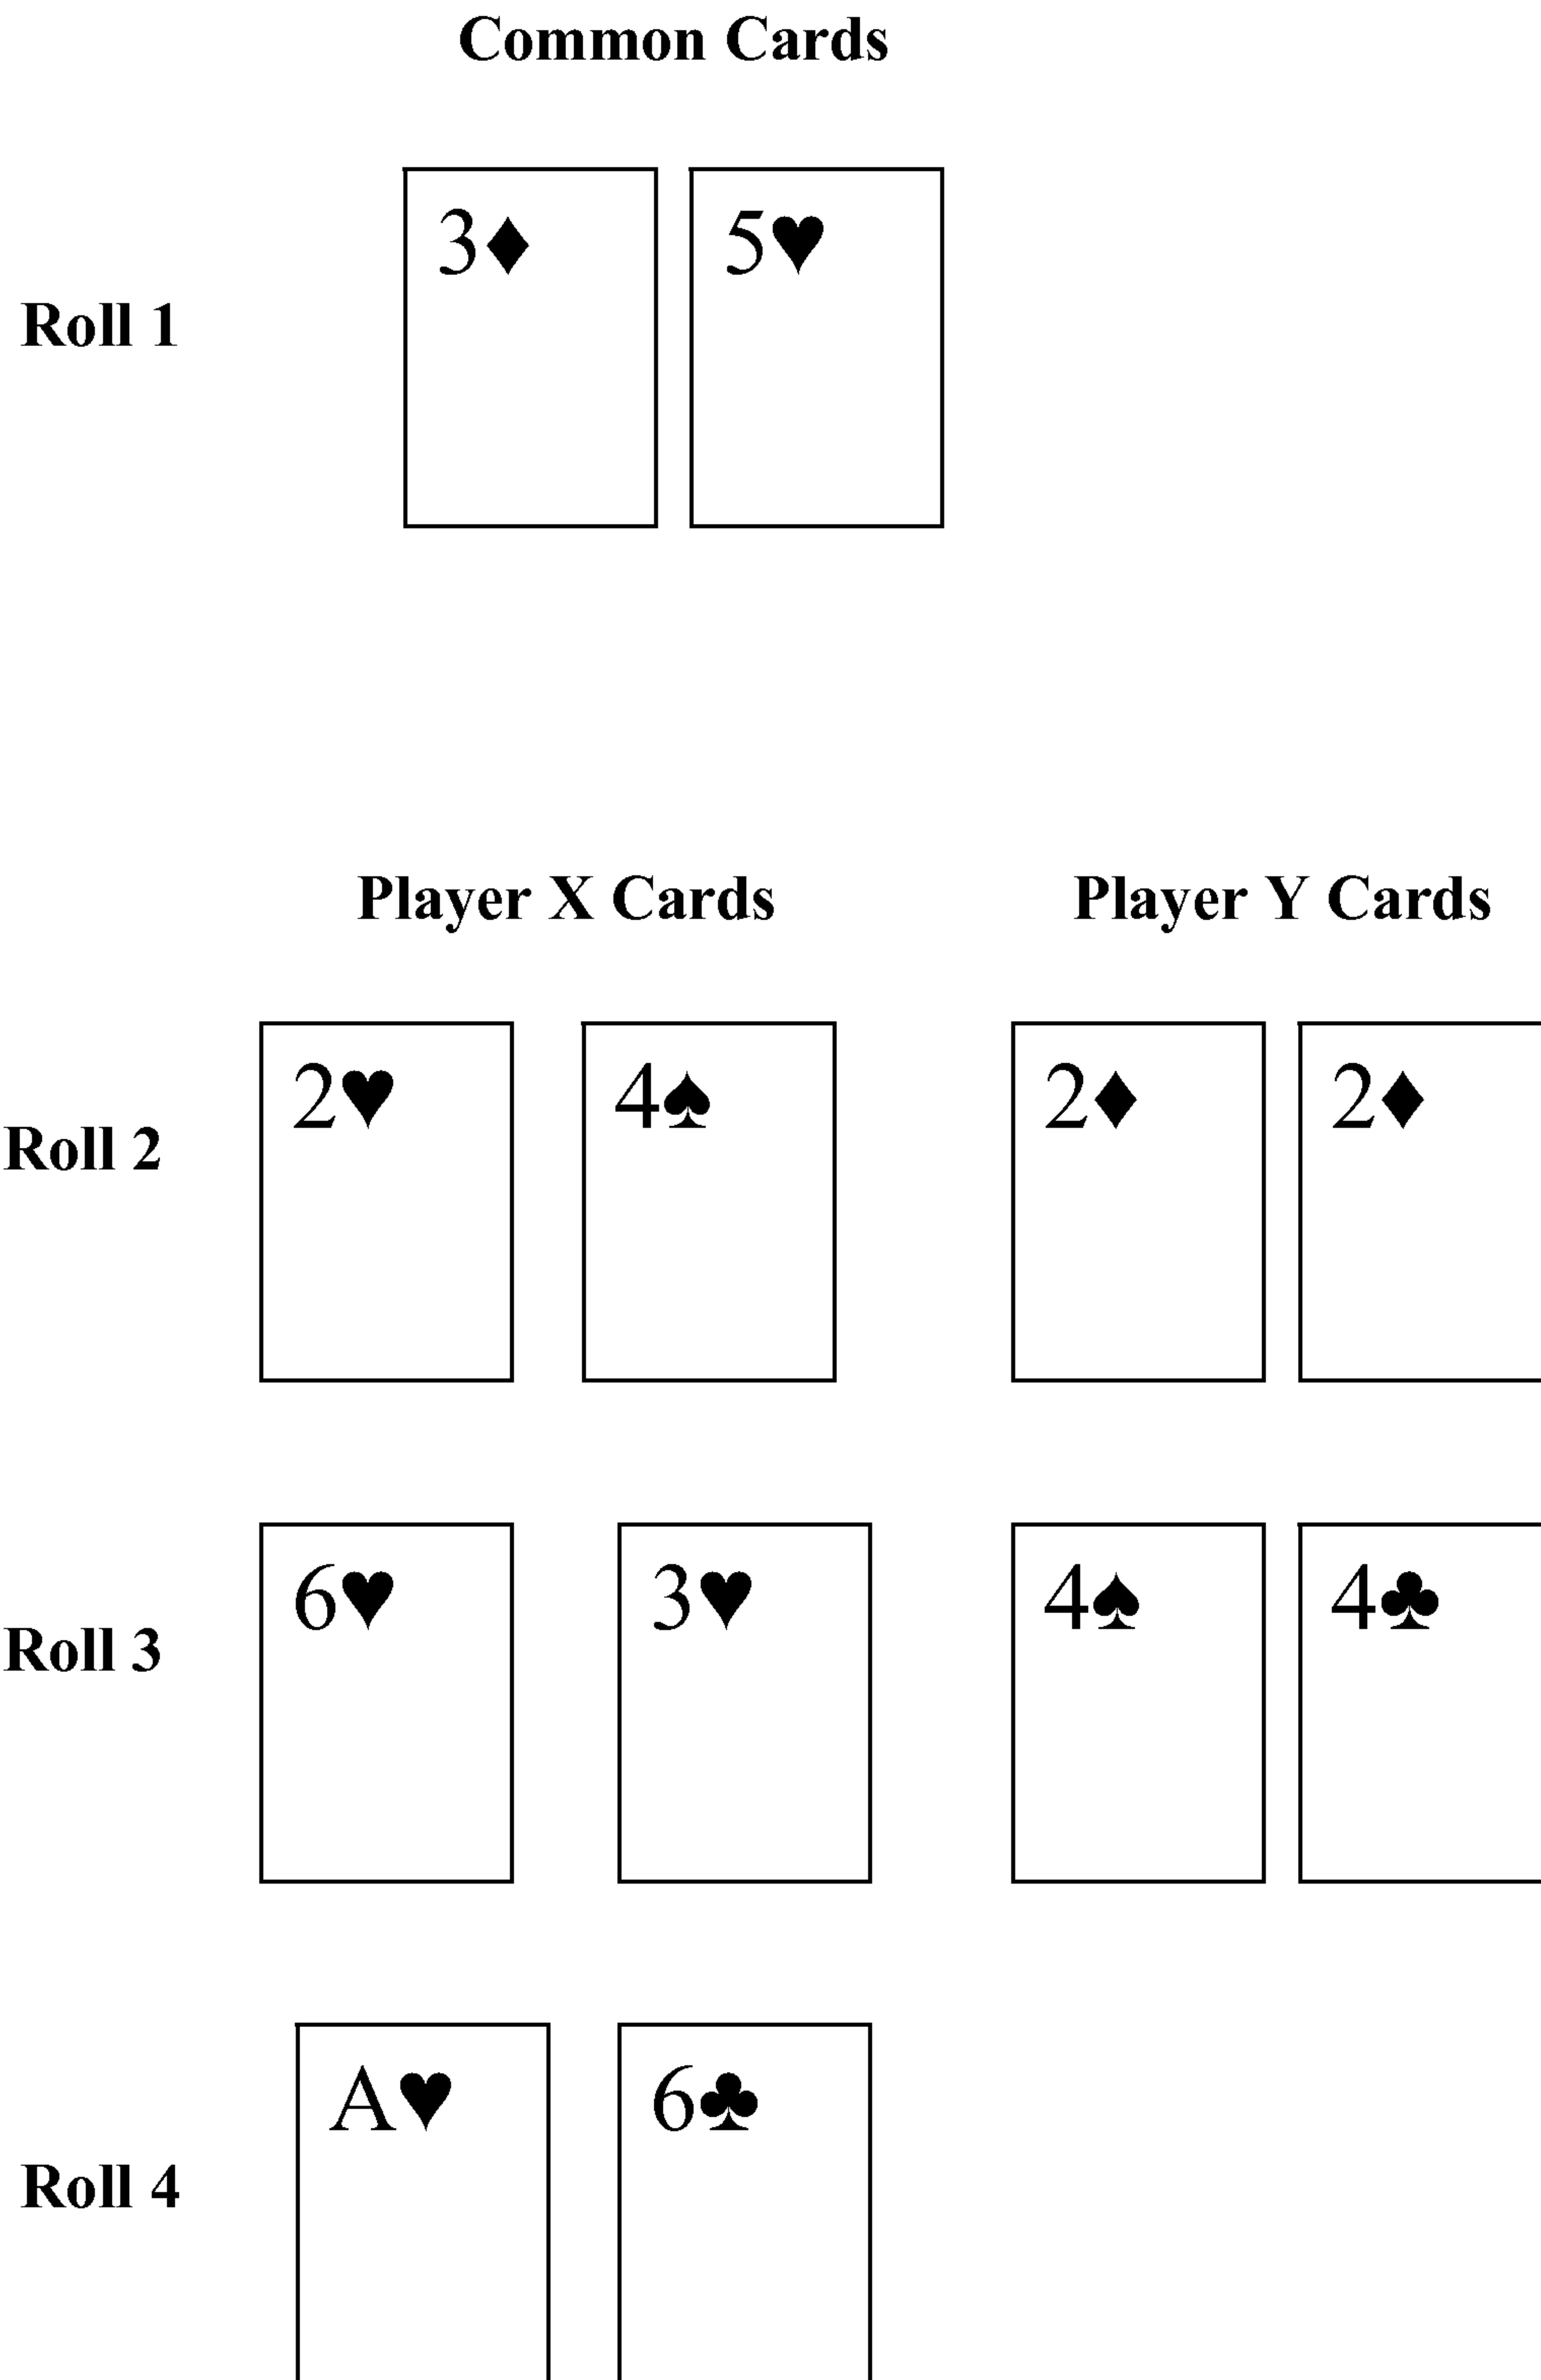 Common Cards
Roll 1 3♦ 5♥
Player X Cards Player Y Cards
Roll 2 2♥ 4♠ 2♦ 2♦
Roll 3 6♥ 3♥ 4♠ 4♣
Roll 4 A♥ 6♣